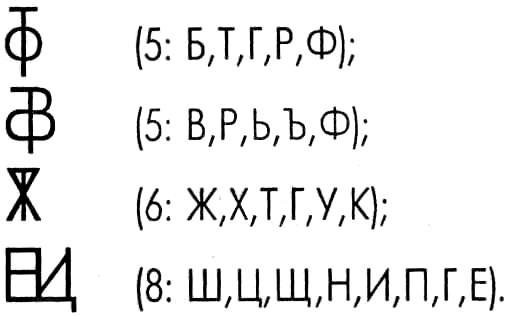 (5: Б,Т,Г,Р,Ф);
(5: В,Р,Ь,Ъ,Ф);
(6: Ж,Х,Т,Г,У,К);
(8: Ш,Ц,Щ,Н,И,П,Г,Е).